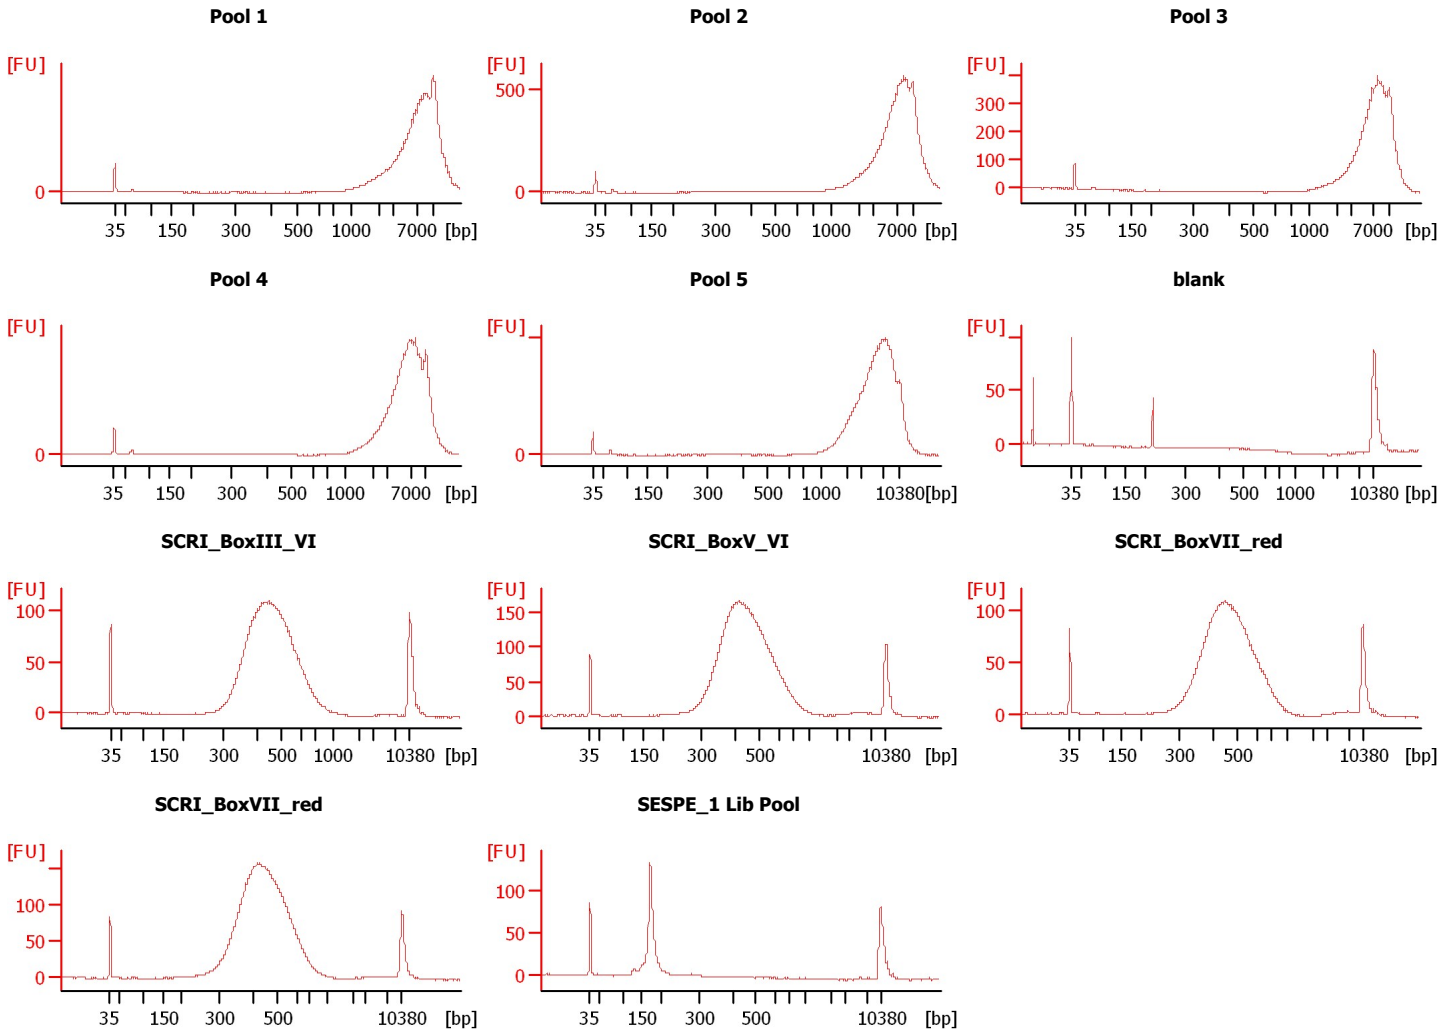 Pool 1
[FU]
0
35 150 300 500 1000 7000 [bp]
Pool 2
[FU]
500
0
35 150 300 500 1000 7000 [bp]
Pool 3
[FU]
300
200
100
0
35 150 300 500 1000 7000 [bp]
Pool 4
[FU]
0
35 150 300 500 1000 7000 [bp]
Pool 5
[FU]
0
35 150 300 500 1000 10380 [bp]
blank
[FU]
50
0
35 150 300 500 1000 10380 [bp]
SCRI_BoxIII_VI
[FU]
100
50
0
35 150 300 500 1000 10380 [bp]
SCRI_BoxV_VI
[FU]
150
100
50
0
35 150 300 500 10380 [bp]
SCRI_BoxVII_red
[FU]
100
50
0
35 150 300 500 10380 [bp]
SCRI_BoxVII_red
[FU]
100
50
0
35 150 300 500 10380 [bp]
SESPE_1 Lib Pool
[FU]
100
50
0
35 150 300 500 10380 [bp]